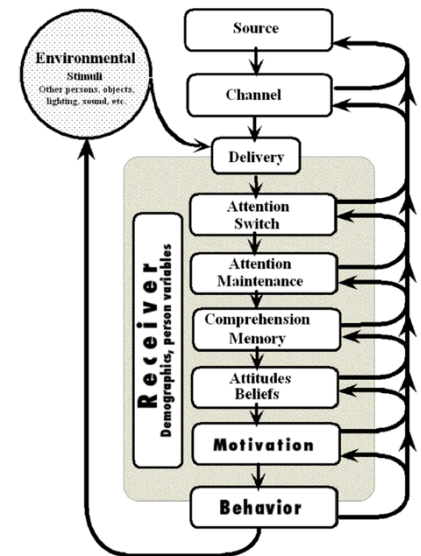 Environmental
Stimuli
Other persons, objects,
lighting, sound, etc.
Source
Channel
Delivery
Receiver
Demographics, person variables
Attention
Switch
Attention
Maintenance
Comprehension
Memory
Attitudes
Beliefs
Motivation
Behavior